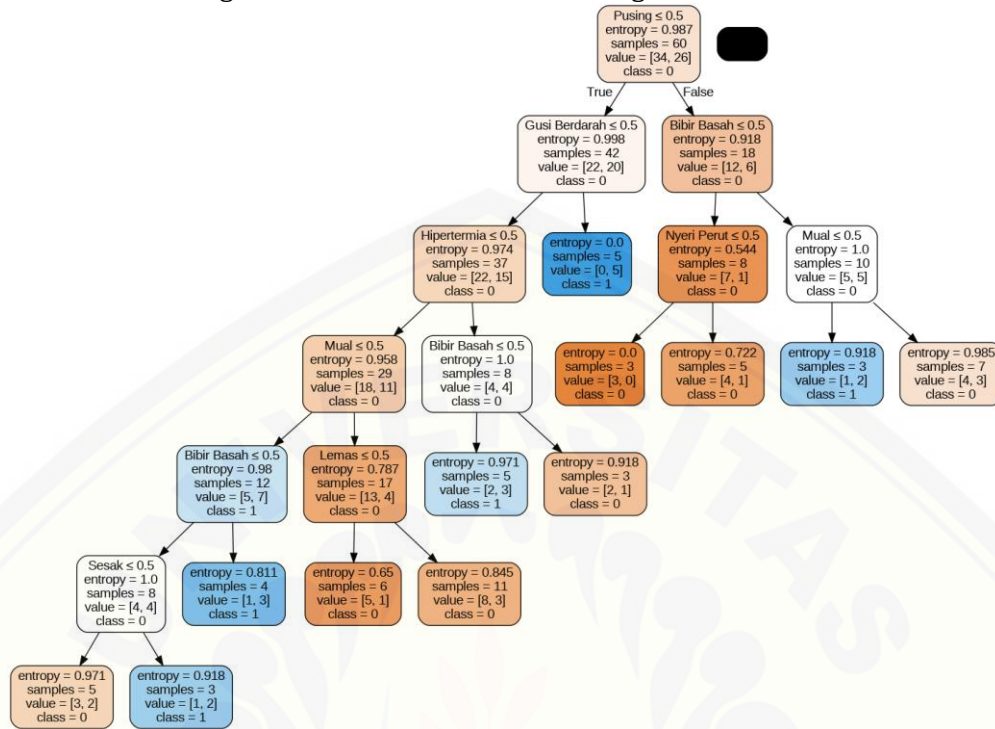 Pusing ≤ 0.5
entropy = 0.987
samples = 60
value = [34, 26]
class = 0
True
False
Gusi Berdarah ≤ 0.5
entropy = 0.998
samples = 42
value = [22, 20]
class = 0
Bibir Basah ≤ 0.5
entropy = 0.918
samples = 18
value = [12, 6]
class = 0
Hipertermia ≤ 0.5
entropy = 0.974
samples = 37
value = [22, 15]
class = 0
entropy = 0.0
samples = 5
value = [0, 5]
class = 1
Nyeri Perut ≤ 0.5
entropy = 0.544
samples = 8
value = [7, 1]
class = 0
Mual ≤ 0.5
entropy = 1.0
samples = 10
value = [5, 5]
class = 0
Mual ≤ 0.5
entropy = 0.958
samples = 29
value = [18, 11]
class = 0
Bibir Basah ≤ 0.5
entropy = 1.0
samples = 8
value = [4, 4]
class = 0
entropy = 0.0
samples = 3
value = [3, 0]
class = 0
entropy = 0.722
samples = 5
value = [4, 1]
class = 0
entropy = 0.918
samples = 3
value = [1, 2]
class = 1
entropy = 0.985
samples = 7
value = [4, 3]
class = 0
Bibir Basah ≤ 0.5
entropy = 0.98
samples = 12
value = [5, 7]
class = 1
Lemas ≤ 0.5
entropy = 0.787
samples = 17
value = [13, 4]
class = 0
entropy = 0.971
samples = 5
value = [2, 3]
class = 1
entropy = 0.918
samples = 3
value = [2, 1]
class = 0
Sesak ≤ 0.5
entropy = 1.0
samples = 8
value = [4, 4]
class = 0
entropy = 0.811
samples = 4
value = [1, 3]
class = 1
entropy = 0.65
samples = 6
value = [5, 1]
class = 0
entropy = 0.845
samples = 11
value = [8, 3]
class = 0
entropy = 0.971
samples = 5
value = [3, 2]
class = 0
entropy = 0.918
samples = 3
value = [1, 2]
class = 1
UNIVERSITAS